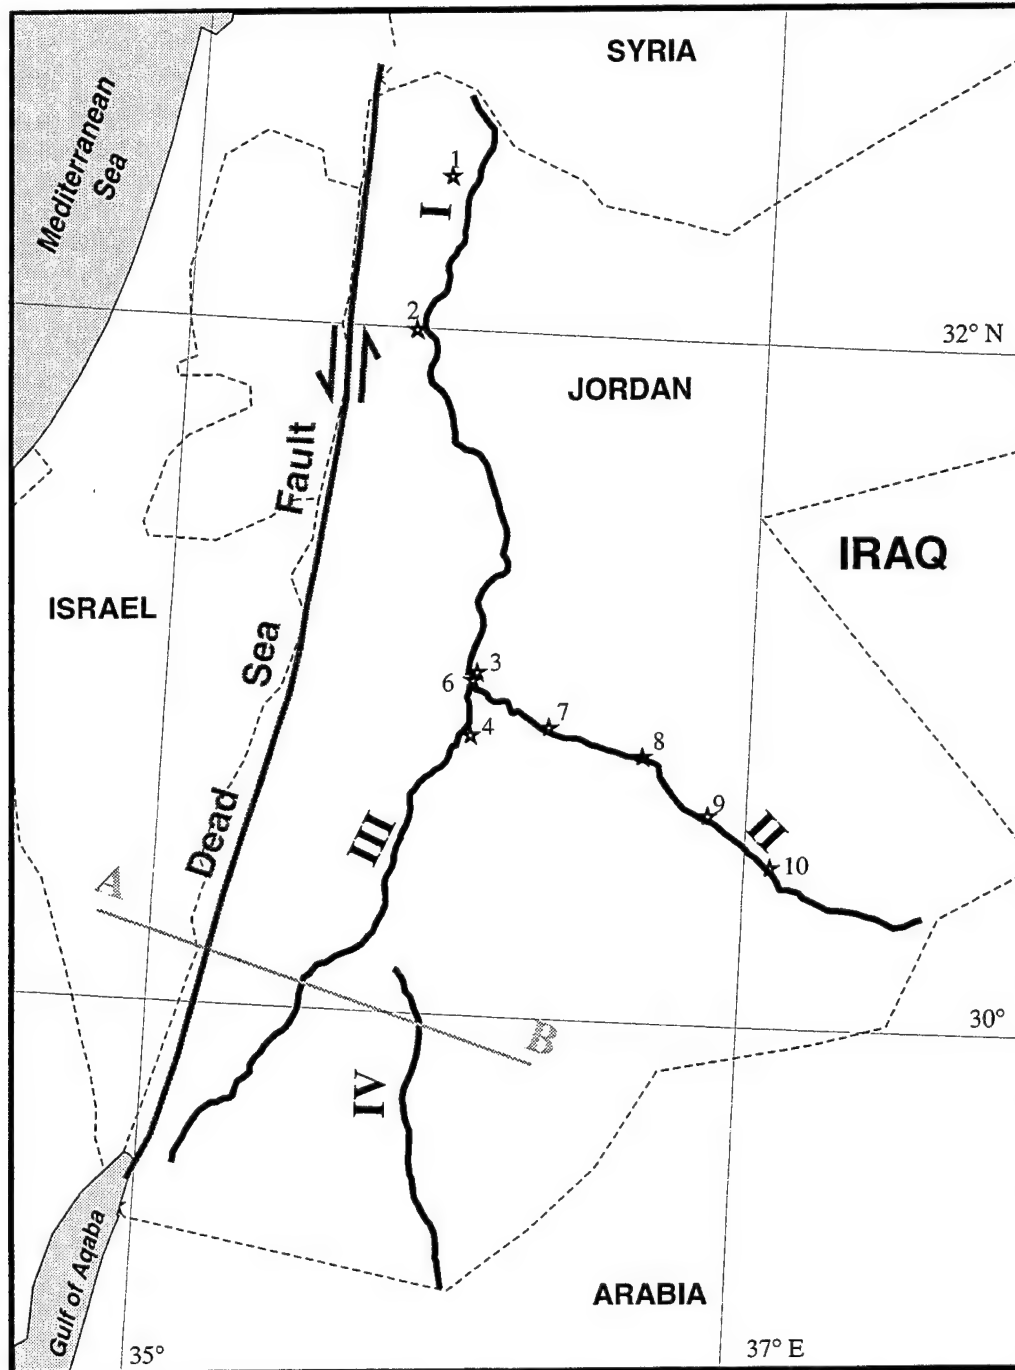 SYRIA
Mediterranean
Sea
1
I
2
32° N
JORDAN
Fault
IRAQ
ISRAEL
Sea
3
6
7
4
8
9
II
III
10
Dead
A
30°
B
IV
Gulf of Aqaba
ARABIA
35°
37° E